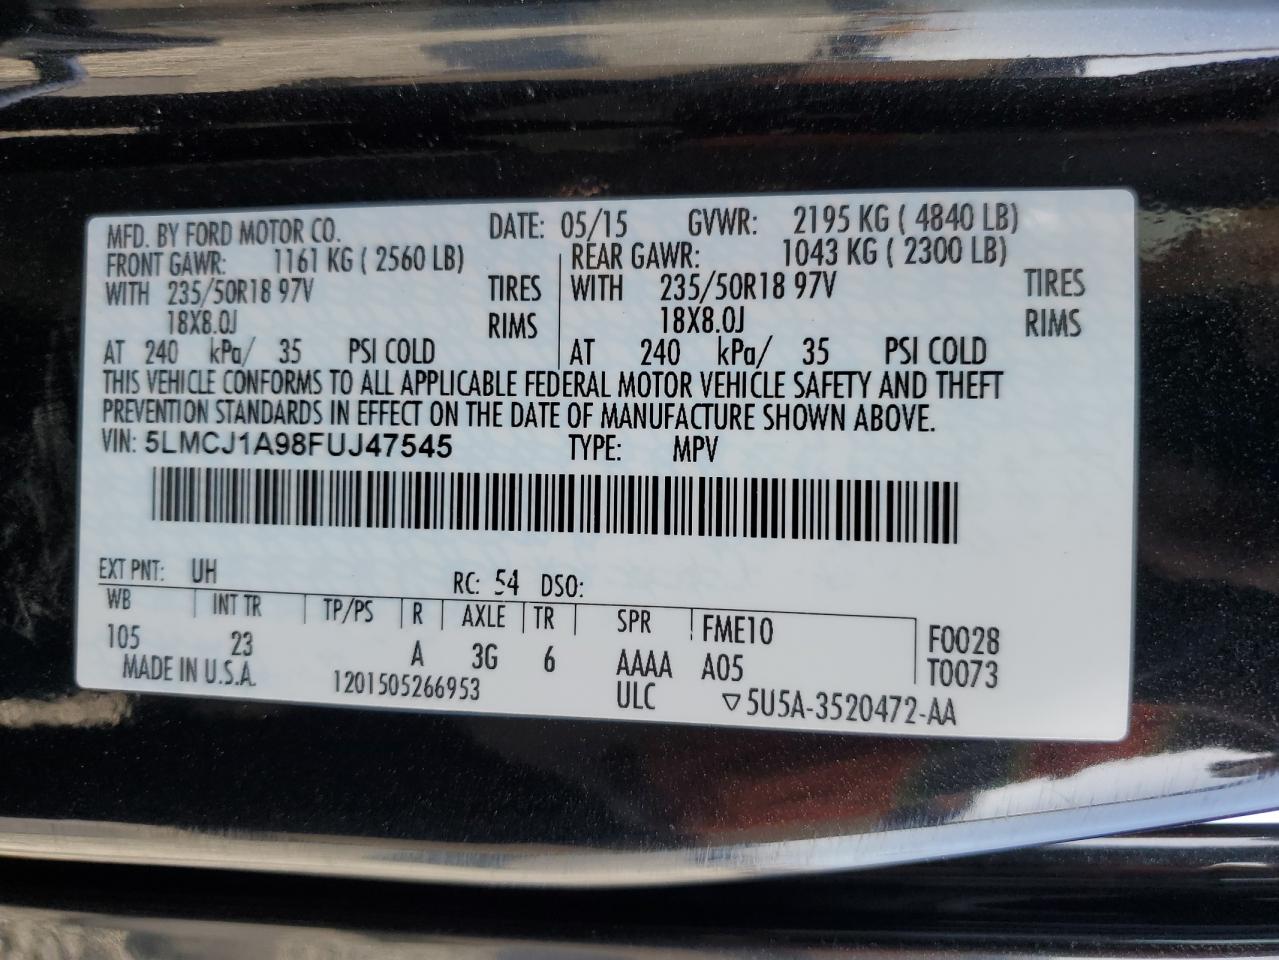 MFD. BY FORD MOTOR CO. DATE: 05/15 GVWR: 2195 KG ( 4840 LB)
FRONT GAWR: 1161 KG ( 2560 LB) REAR GAWR: 1043 KG ( 2300 LB)
WITH 235/50R18 97V TIRES WITH 235/50R18 97V TIRES
18X8.0J RIMS 18X8.0J RIMS
AT 240 kPa/ 35 PSI COLD AT 240 kPa/ 35 PSI COLD
THIS VEHICLE CONFORMS TO ALL APPLICABLE FEDERAL MOTOR VEHICLE SAFETY AND THEFT
PREVENTION STANDARDS IN EFFECT ON THE DATE OF MANUFACTURE SHOWN ABOVE.
VIN: 5LMCJ1A98FUJ47545 TYPE: MPV
EXT PNT: UH RC: 54 DSO:
WB INT TR TP/PS R AXLE TR SPR FME10 F0028
105 23 A 3G 6 AAAA A05 T0073
MADE IN U.S.A. 1201505266953 ULC ▽5U5A-3520472-AA